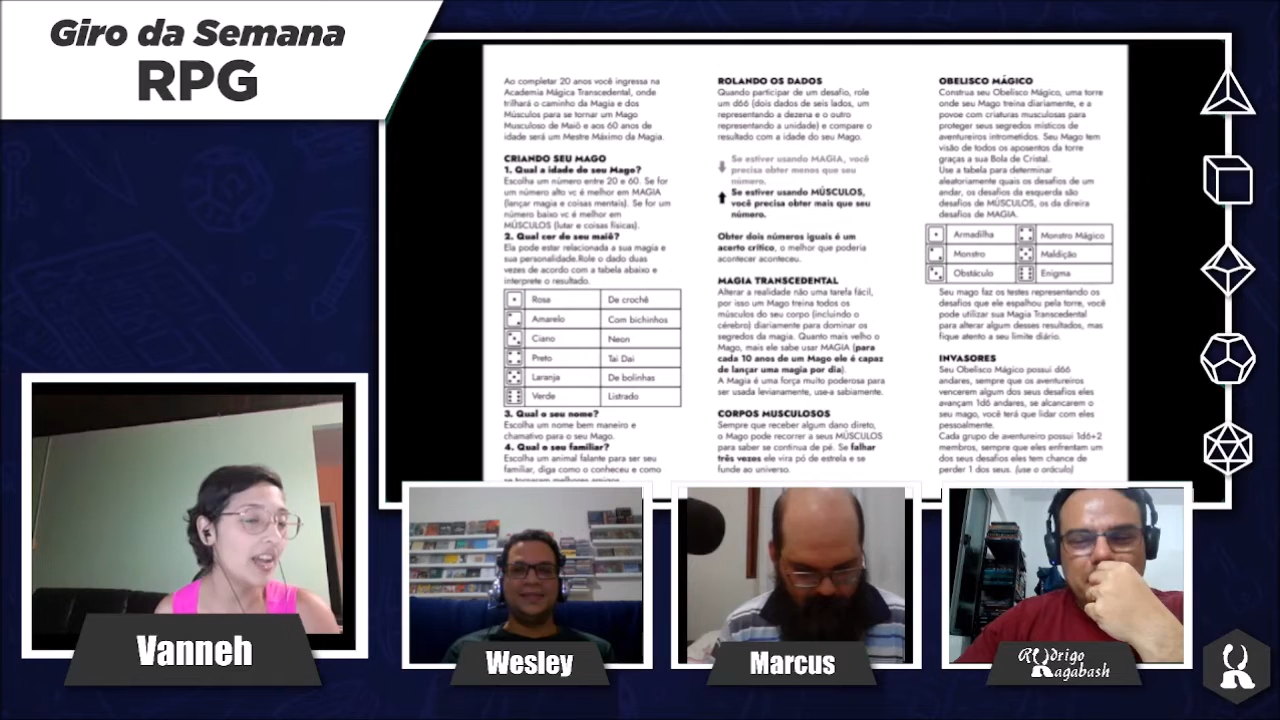 Giro da Semana
RPG
Ao completar 20 anos você ingressa na
Academia Mágica Transcedental, onde
trilhará o caminho da Magia e dos
Músculos para se tornar um Mago
Musculoso de Maiô e aos 60 anos de
idade será um Mestre Máximo da Magia.
CRIANDO SEU MAGO
1. Qual a idade do seu Mago?
Escolha um número entre 20 e 60. Se for
um número alto vc é melhor em MAGIA
(lançar magia e coisas mentais). Se for um
número baixo vc é melhor em
MÚSCULOS (lutar e coisas físicas).
2. Qual cor do seu maiô?
Ela pode estar relacionada a sua magia e
sua personalidade.Role o dado duas
vezes de acordo com a tabela abaixo e
interprete o resultado.
Rosa De crochê
Amarelo Com bichinhos
Ciano Neon
Preto Tai Dai
Laranja De bolinhas
Verde Listrado
3. Qual o seu nome?
Escolha um nome bem maneiro e
chamativo para o seu Mago.
4. Qual o seu familiar?
Escolha um animal falante para ser seu
familiar, diga como o conheceu e como
se tornaram melhores amigos
ROLANDO OS DADOS
Quando participar de um desafio, role
um d66 (dois dados de seis lados, um
representando a dezena e o outro
representando a unidade) e compare o
resultado com a idade do seu Mago.
Se estiver usando MAGIA, você
precisa obter menos que seu
número.
Se estiver usando MÚSCULOS,
você precisa obter mais que seu
número.
Obter dois números iguais é um
acerto crítico, o melhor que poderia
acontecer aconteceu.
MAGIA TRANSCEDENTAL
Alterar a realidade não uma tarefa fácil,
por isso um Mago treina todos os
músculos do seu corpo (incluindo o
cérebro) diariamente para dominar os
segredos da magia. Quanto mais velho o
Mago, mais ele sabe usar MAGIA (para
cada 10 anos de um Mago ele é capaz
de lançar uma magia por dia).
A Magia é uma força muito poderosa para
ser usada levianamente, use-a sabiamente.
CORPOS MUSCULOSOS
Sempre que receber algum dano direto,
o Mago pode recorrer a seus MÚSCULOS
para saber se continua de pé. Se falhar
três vezes ele vira pó de estrela e se
funde ao universo.
OBELISCO MÁGICO
Construa seu Obelisco Mágico, uma torre
onde seu Mago treina diariamente, e a
povoe com criaturas musculosas para
proteger seus segredos místicos de
aventureiros intrometidos. Seu Mago tem
visão de todos os aposentos da torre
graças a sua Bola de Cristal.
Use a tabela para determinar
aleatoriamente quais os desafios de um
andar, os desafios da esquerda são
desafios de MÚSCULOS, os da direira
desafios de MAGIA.
Armadilha Monstro Mágico
Monstro Maldição
Obstáculo Enigma
Seu mago faz os testes representando os
desafios que ele espalhou pela torre, você
pode utilizar sua Magia Transcedental
para alterar algum desses resultados, mas
fique atento a seu limite diário.
INVASORES
Seu Obelisco Mágico possui d66
andares, sempre que os aventureiros
vencerem algum dos seus desafios eles
avançam 1d6 andares, se alcancarem o
seu mago, você terá que lidar com eles
pessoalmente.
Cada grupo de aventureiro possui 1d6+2
membros, sempre que eles enfrentam um
dos seus desafios eles tem chance de
perder 1 dos seus. (use o oráculo)
Vanneh
Wesley
Marcus
Rodrigo
Ragabash